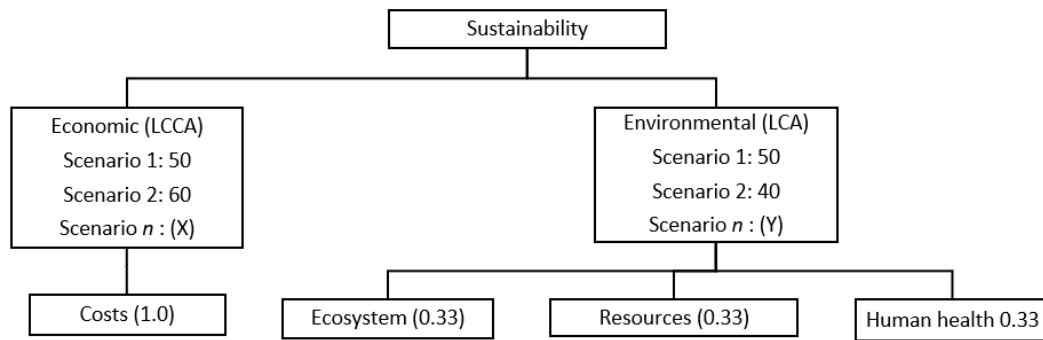 Sustainability
Economic (LCCA)
Scenario 1: 50
Scenario 2: 60
Scenario n : (X)
Environmental (LCA)
Scenario 1: 50
Scenario 2: 40
Scenario n : (Y)
Costs (1.0)
Ecosystem (0.33)
Resources (0.33)
Human health 0.33